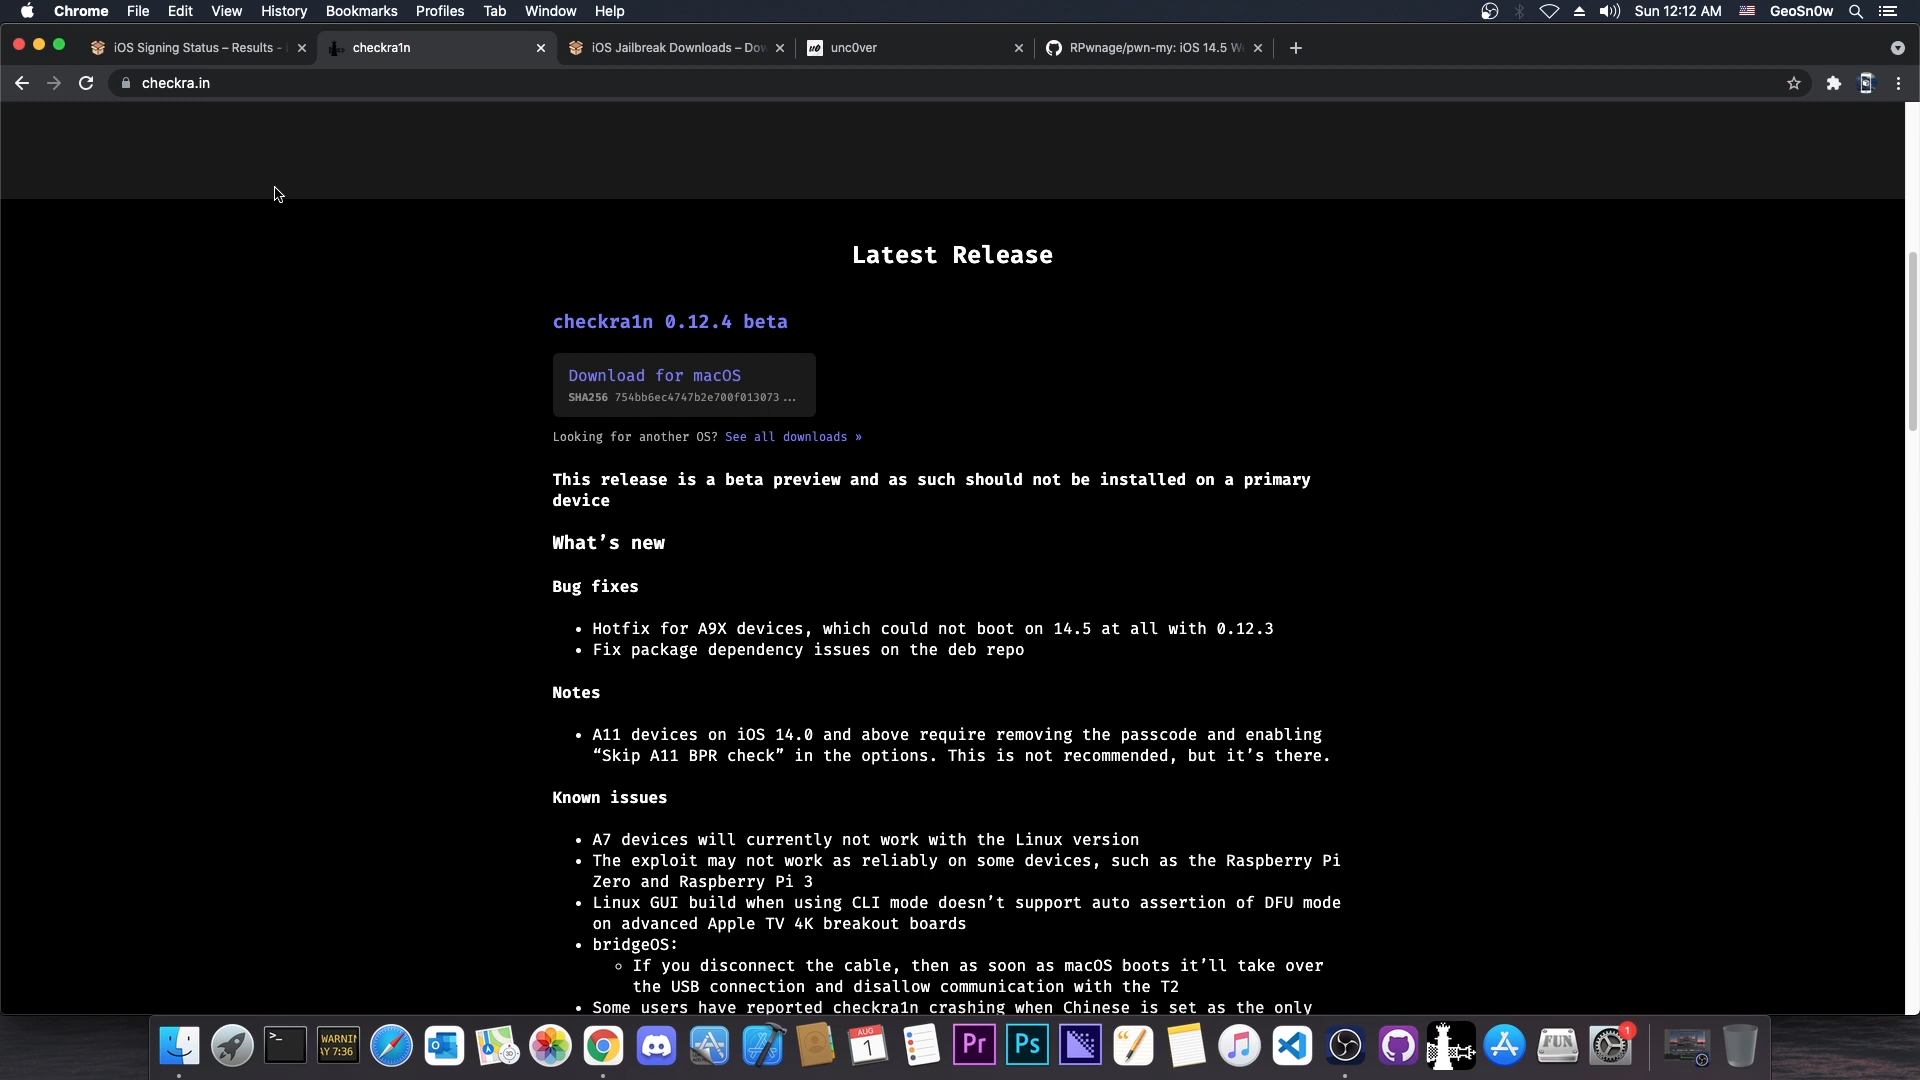 Chrome File Edit View History Bookmarks Profiles Tab Window Help Sun 12:12 AM GeoSn0w
iOS Signing Status – Results - checkra1n iOS Jailbreak Downloads – Dow unc0ver RPwnage/pwn-my: iOS 14.5 W
checkra.in
Latest Release
checkra1n 0.12.4 beta
Download for macOS
SHA256 754bb6ec4747b2e700f013073 ...
Looking for another OS? See all downloads »
This release is a beta preview and as such should not be installed on a primary
device
What’s new
Bug fixes
• Hotfix for A9X devices, which could not boot on 14.5 at all with 0.12.3
• Fix package dependency issues on the deb repo
Notes
• A11 devices on iOS 14.0 and above require removing the passcode and enabling
“Skip A11 BPR check” in the options. This is not recommended, but it’s there.
Known issues
• A7 devices will currently not work with the Linux version
• The exploit may not work as reliably on some devices, such as the Raspberry Pi
Zero and Raspberry Pi 3
• Linux GUI build when using CLI mode doesn’t support auto assertion of DFU mode
on advanced Apple TV 4K breakout boards
• bridgeOS:
◦ If you disconnect the cable, then as soon as macOS boots it’ll take over
the USB connection and disallow communication with the T2
• Some users have reported checkra1n crashing when Chinese is set as the only
WARNIN
AY 7:36
AUG
1
Pr
Ps
FUN
1